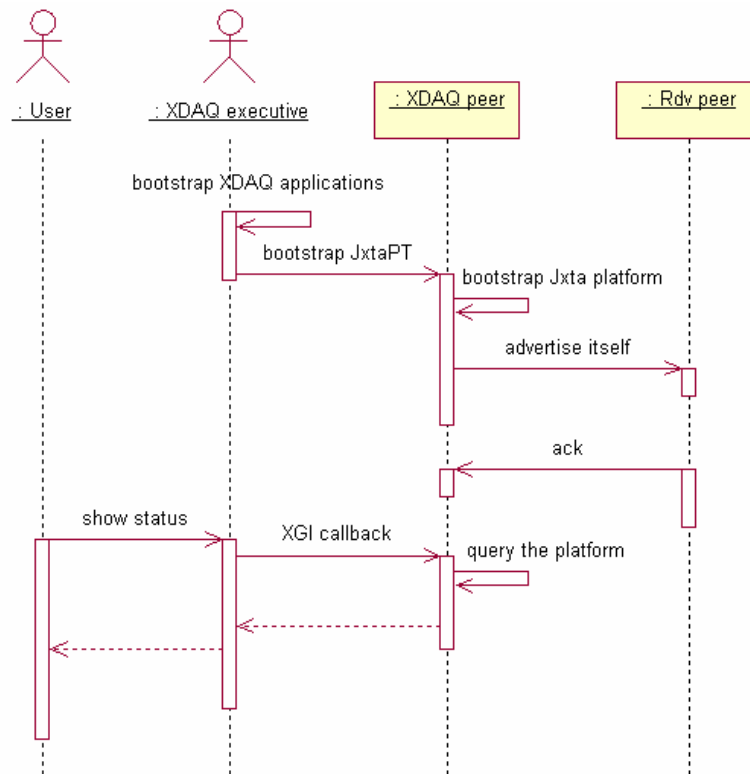 : User
: XDAQ executive
: XDAQ peer
: Rdv peer
bootstrap XDAQ applications
bootstrap JxtaPT
bootstrap Jxta platform
advertise itself
ack
show status
XGI callback
query the platform